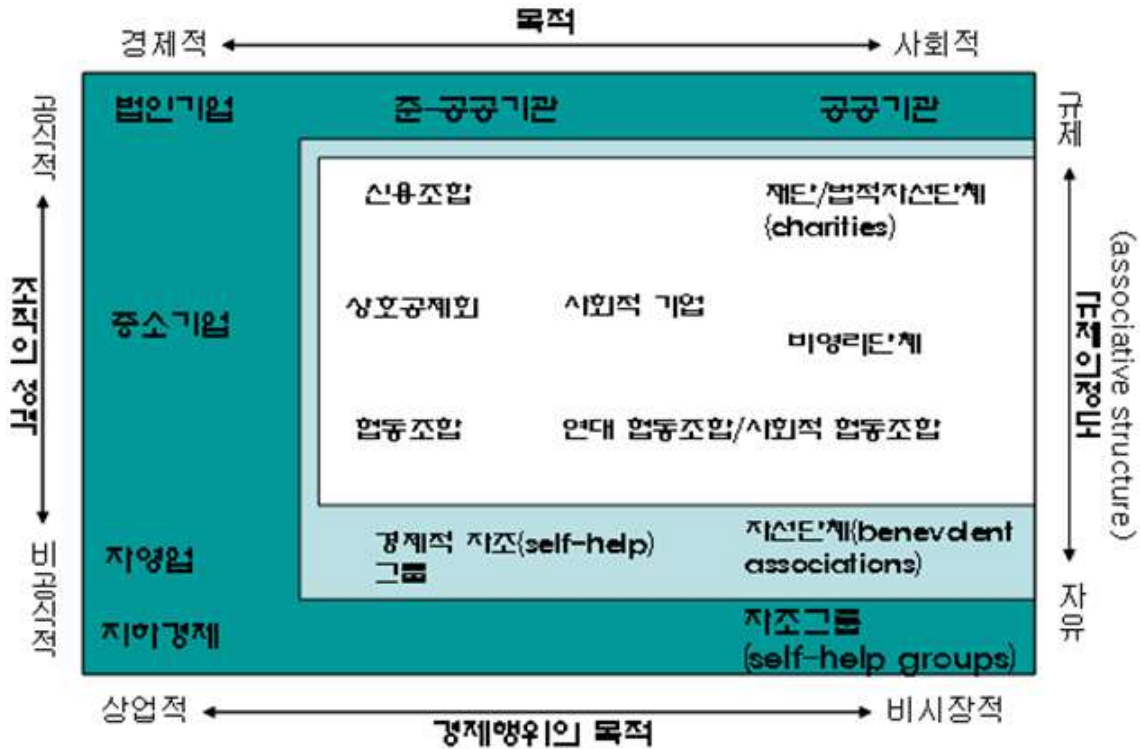 목적
경제적
사회적
공식적
법인기업
준-공공기관
공공기관
규제
신용조합
재단/법적자선단체
(charities)
조직의 성격
중소기업
상호공제회
사회적 기업
비영리단체
규제의정도
(associative structure)
협동조합
연대 협동조합/사회적 협동조합
비공식적
자영업
경제적 자조(self-help)
그룹
자선단체(benevolent
associations)
자유
지하경제
자조그룹
(self-help groups)
상업적
비시장적
경제행위의 목적